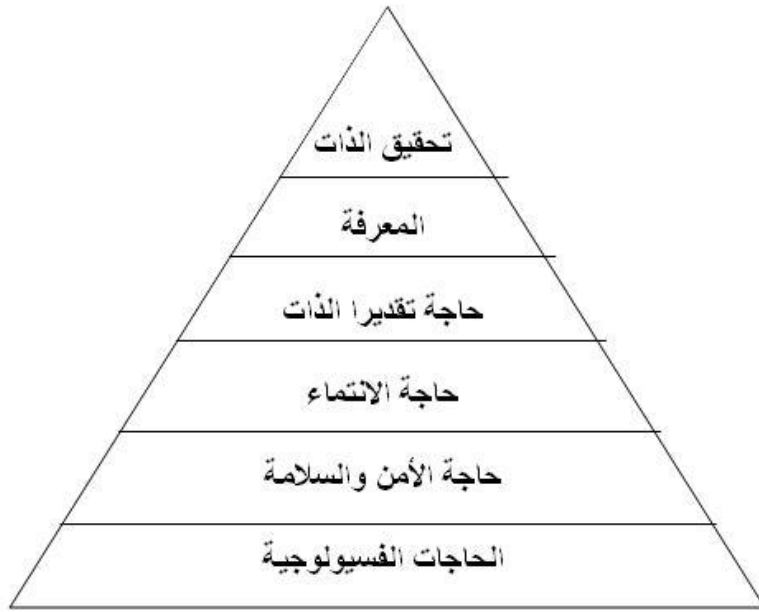 تحقيق الذات
المعرفة
حاجة تقديرا الذات
حاجة الانتماء
حاجة الأمن والسلامة
الحاجات الفسيولوجية